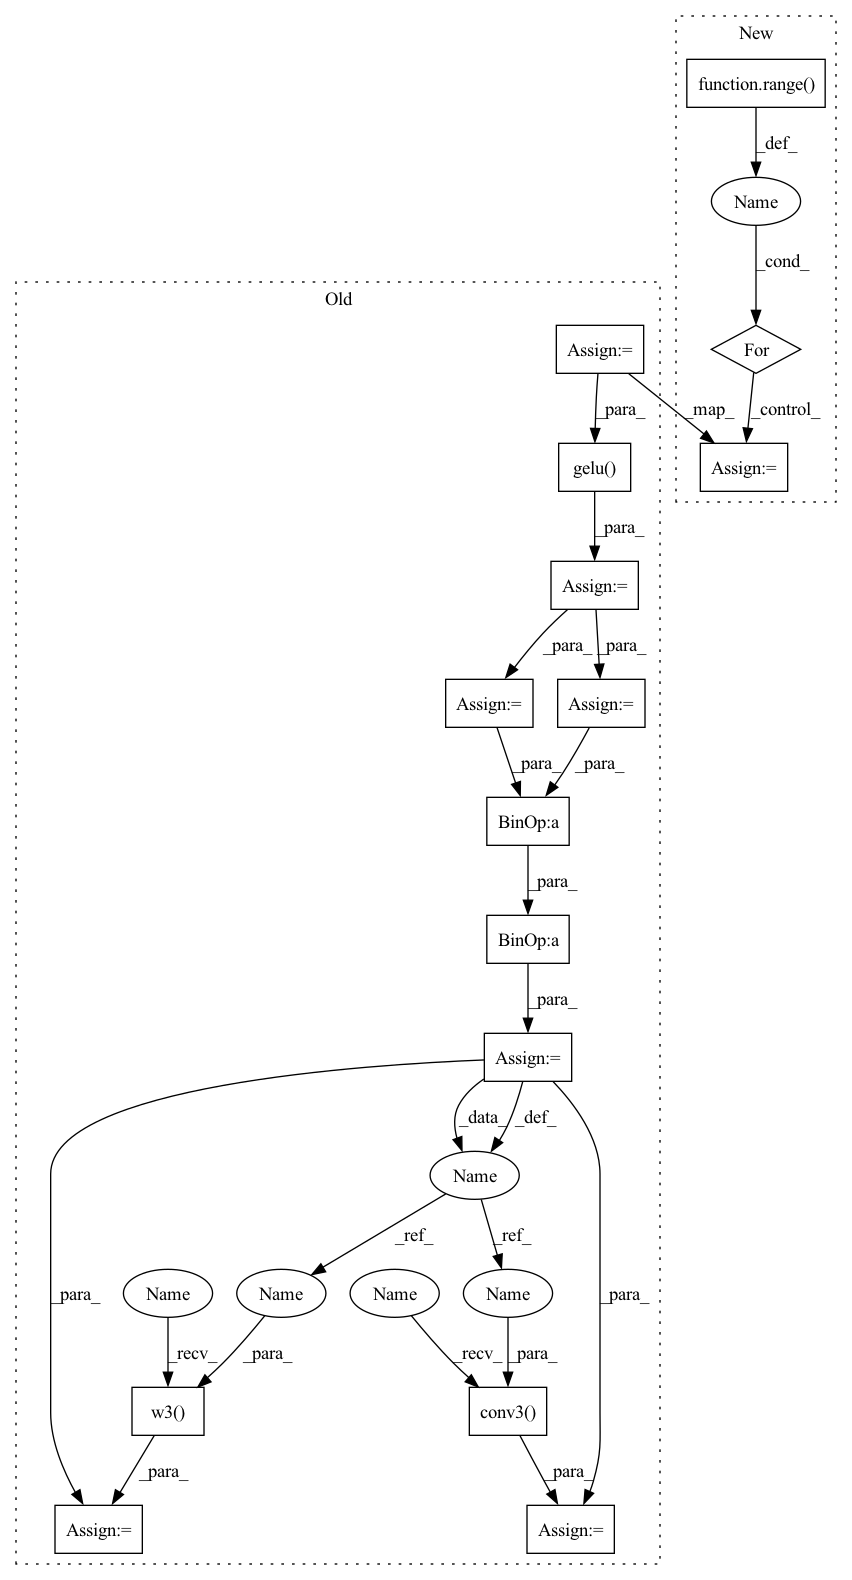 New
function.range()
_def_
Name
_cond_
Old
Assign:=
For
_para_
_map_
_control_
gelu()
Assign:=
_para_
Assign:=
_para_
_para_
Assign:=
Assign:=
_para_
_para_
BinOp:a
_para_
BinOp:a
_para_
Assign:=
_data_
_def_
Name
_ref_
_ref_
_para_
Name
Name
Name
Name
_para_
_recv_
_para_
_recv_
_para_
w3()
conv3()
_para_
_para_
Assign:=
Assign:=